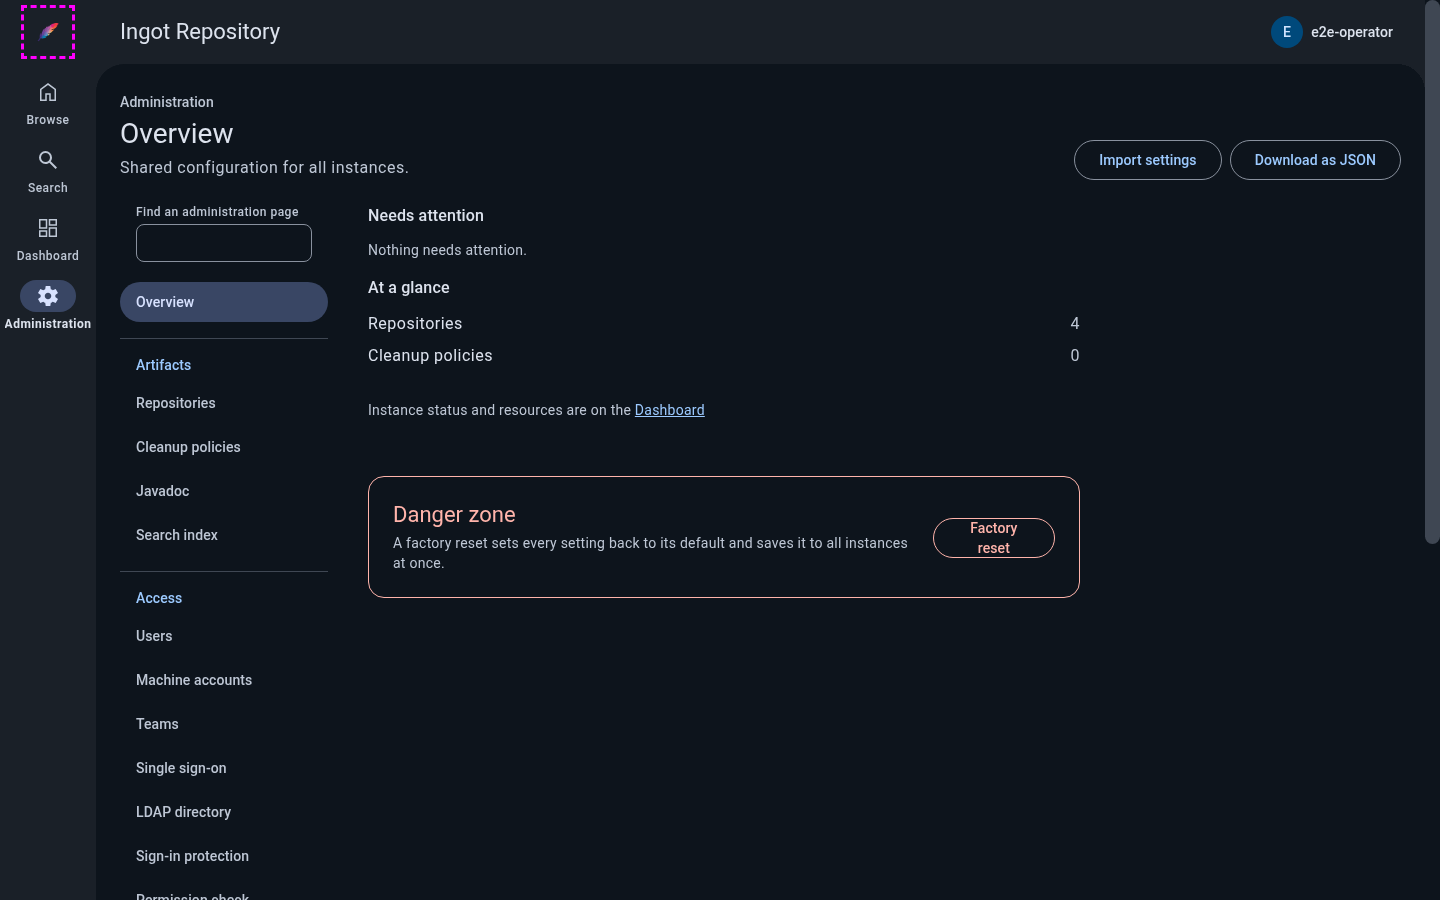 Ingot Repository
E
e2e-operator
Browse
Search
Dashboard
Administration
Administration
Overview
Shared configuration for all instances.
Import settings
Download as JSON
Find an administration page
Overview
Artifacts
Repositories
Cleanup policies
Javadoc
Search index
Access
Users
Machine accounts
Teams
Single sign-on
LDAP directory
Sign-in protection
Permission check
Needs attention
Nothing needs attention.
At a glance
Repositories 4
Cleanup policies 0
Instance status and resources are on the Dashboard
Danger zone
A factory reset sets every setting back to its default and saves it to all instances
at once.
Factory
reset